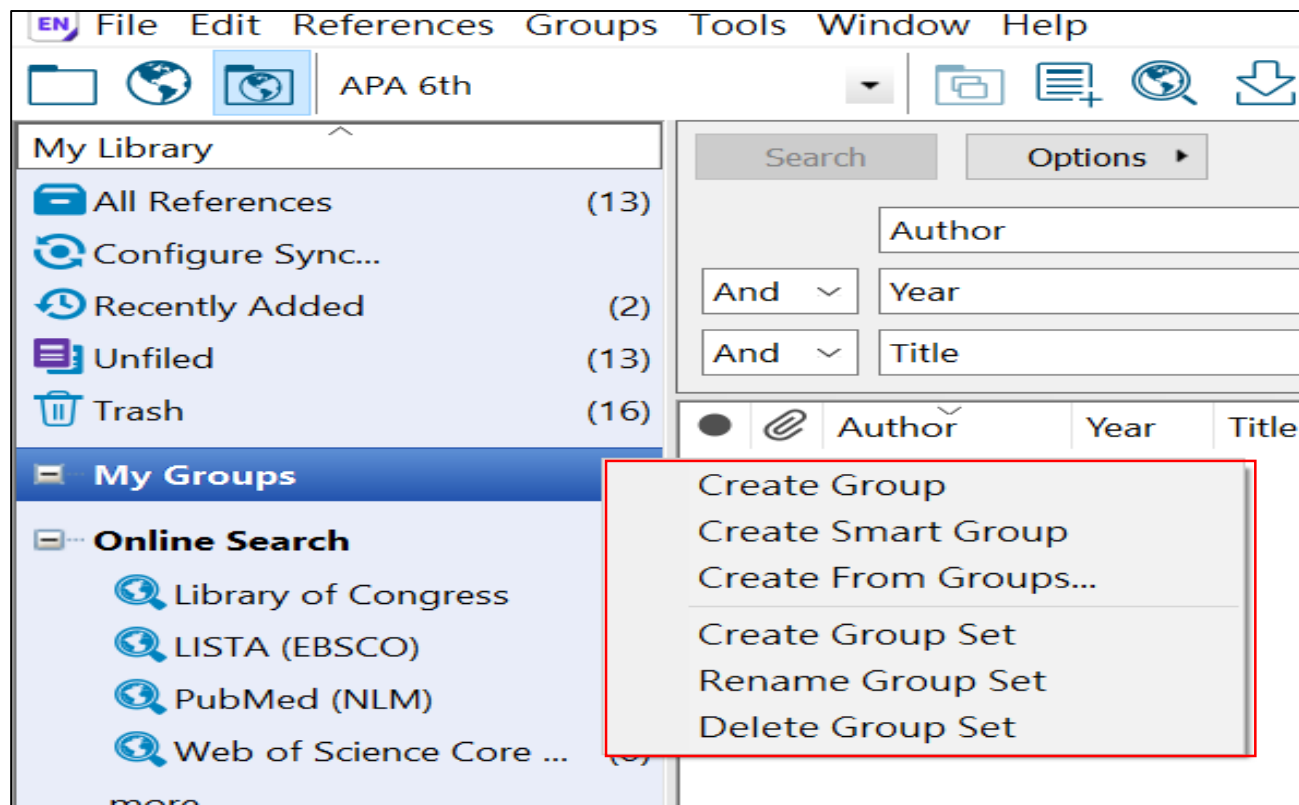 EN File Edit References Groups Tools Window Help
APA 6th
My Library
All References (13)
Configure Sync...
Recently Added (2)
Unfiled (13)
Trash (16)
My Groups
Online Search
Library of Congress
LISTA (EBSCO)
PubMed (NLM)
Web of Science Core ...
more
Search Options
Author
And Year
And Title
Author Year Title
Create Group
Create Smart Group
Create From Groups...
Create Group Set
Rename Group Set
Delete Group Set